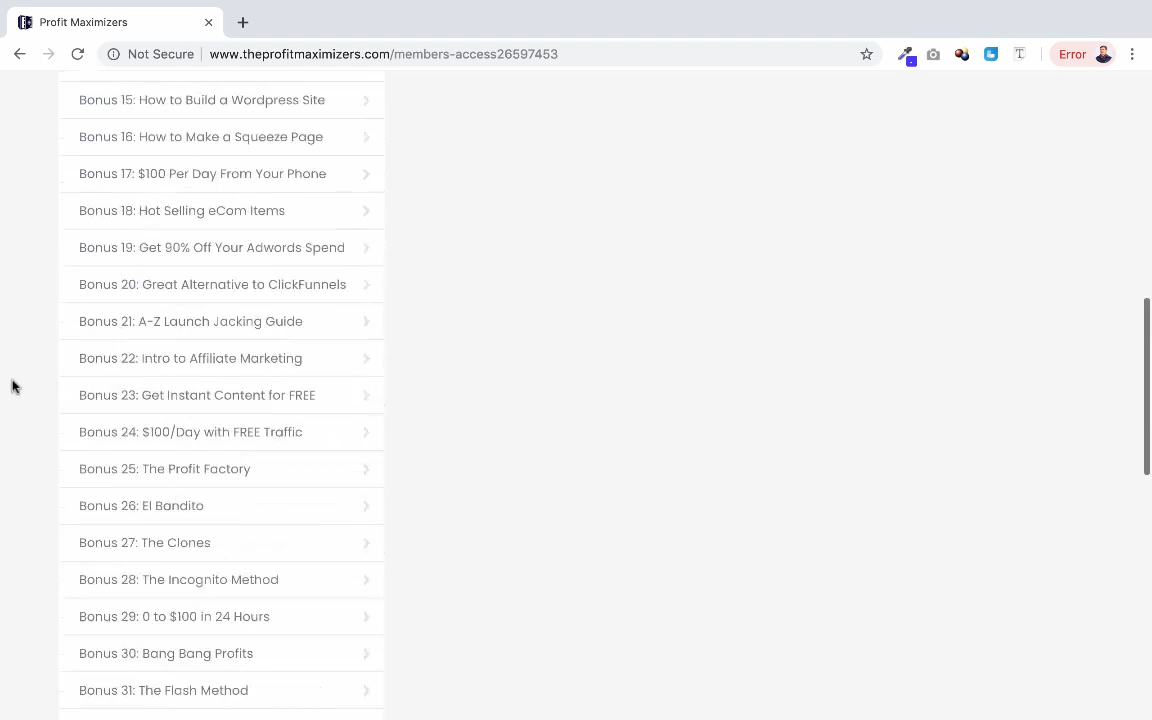 Profit Maximizers
Not Secure
www.theprofitmaximizers.com/members-access26597453
T
Error
Bonus 15: How to Build a Wordpress Site
Bonus 16: How to Make a Squeeze Page
Bonus 17: $100 Per Day From Your Phone
Bonus 18: Hot Selling eCom Items
Bonus 19: Get 90% Off Your Adwords Spend
Bonus 20: Great Alternative to ClickFunnels
Bonus 21: A-Z Launch Jacking Guide
Bonus 22: Intro to Affiliate Marketing
Bonus 23: Get Instant Content for FREE
Bonus 24: $100/Day with FREE Traffic
Bonus 25: The Profit Factory
Bonus 26: El Bandito
Bonus 27: The Clones
Bonus 28: The Incognito Method
Bonus 29: 0 to $100 in 24 Hours
Bonus 30: Bang Bang Profits
Bonus 31: The Flash Method